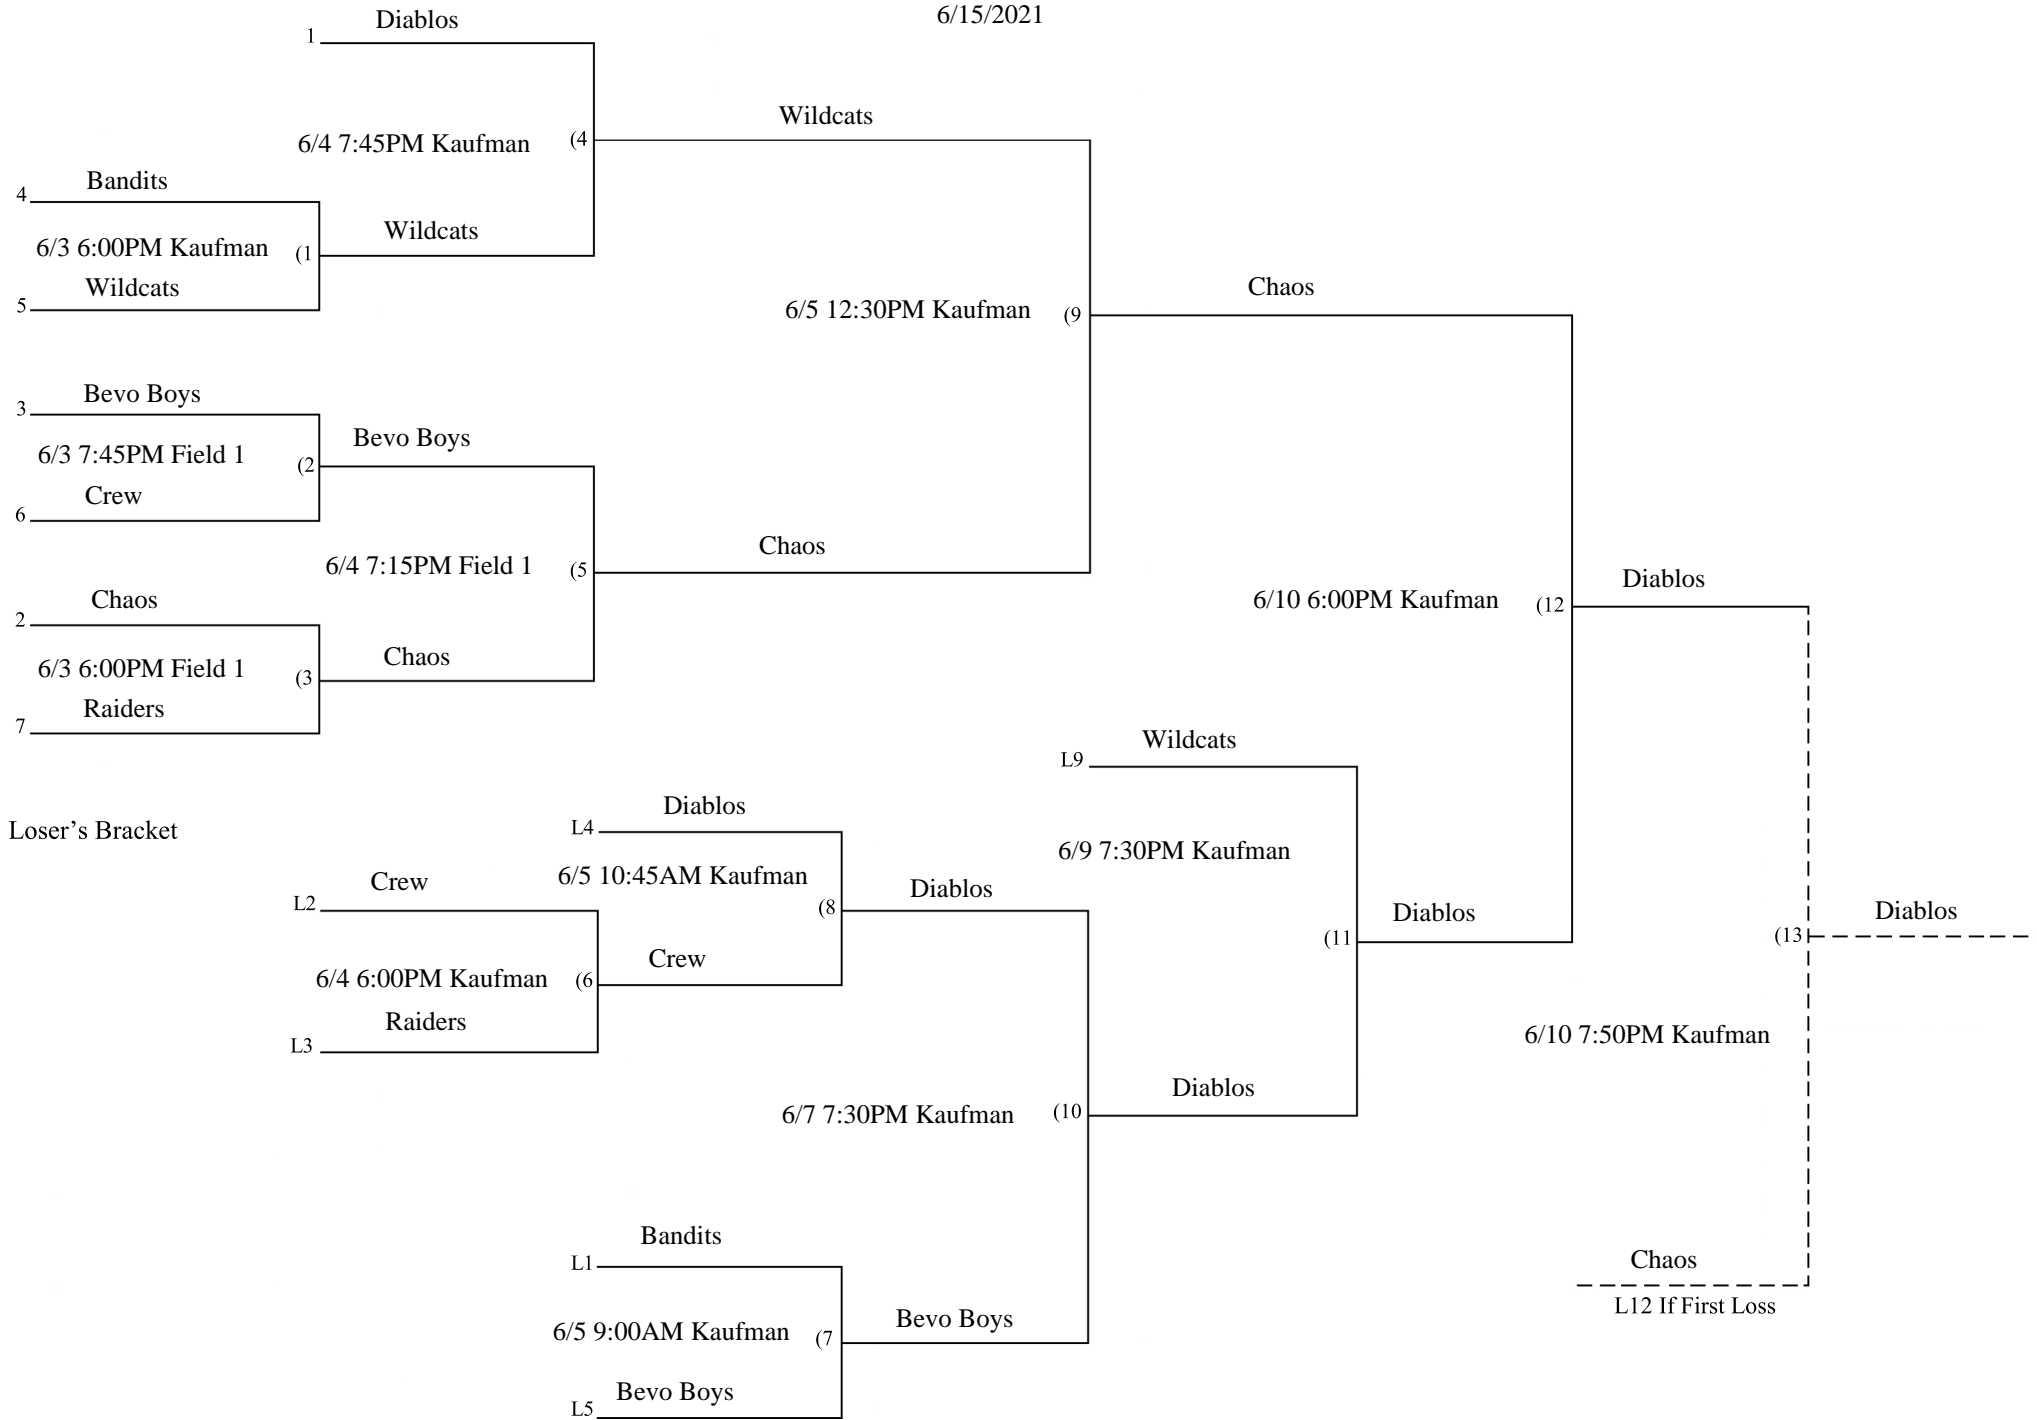 6/15/2021
Diablos
1
Wildcats
6/4 7:45PM Kaufman
(4
Bandits
4
Wildcats
6/3 6:00PM Kaufman
(1
Wildcats
5
Chaos
6/5 12:30PM Kaufman
(9
Bevo Boys
3
Bevo Boys
6/3 7:45PM Field 1
(2
Crew
6
Chaos
6/4 7:15PM Field 1
(5
Diablos
Chaos
2
6/10 6:00PM Kaufman
(12
Chaos
6/3 6:00PM Field 1
(3
Raiders
7
Wildcats
L9
Diablos
L4
Loser's Bracket
6/9 7:30PM Kaufman
Crew
L2
6/5 10:45AM Kaufman
(8
Diablos
Diablos
(11
Diablos
(13
Crew
6/4 6:00PM Kaufman
(6
Raiders
L3
6/10 7:50PM Kaufman
Diablos
6/7 7:30PM Kaufman
(10
Bandits
L1
Chaos
L12 If First Loss
Bevo Boys
6/5 9:00AM Kaufman
(7
Bevo Boys
L5